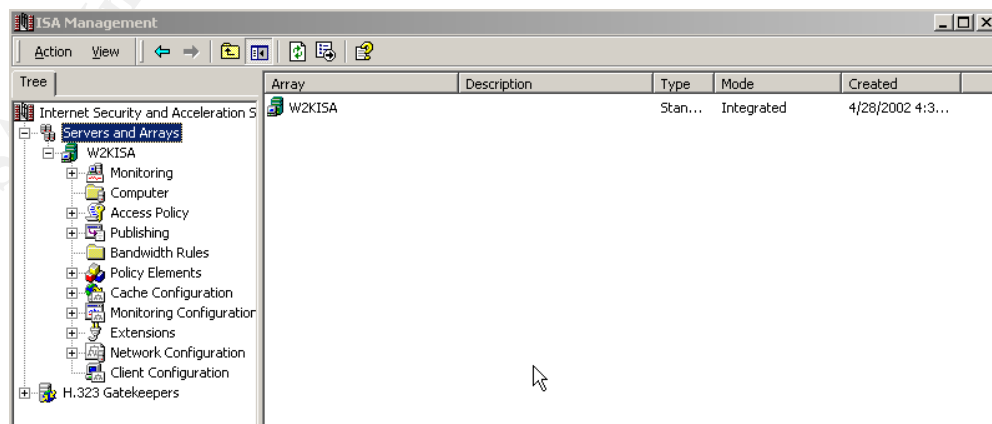 ISA Management
Action View
Tree
Array Description Type Mode Created
Internet Security and Acceleration S
W2KISA Stan... Integrated 4/28/2002 4:3...
Servers and Arrays
W2KISA
Monitoring
Computer
Access Policy
Publishing
Bandwidth Rules
Policy Elements
Cache Configuration
Monitoring Configuration
Extensions
Network Configuration
Client Configuration
H.323 Gatekeepers